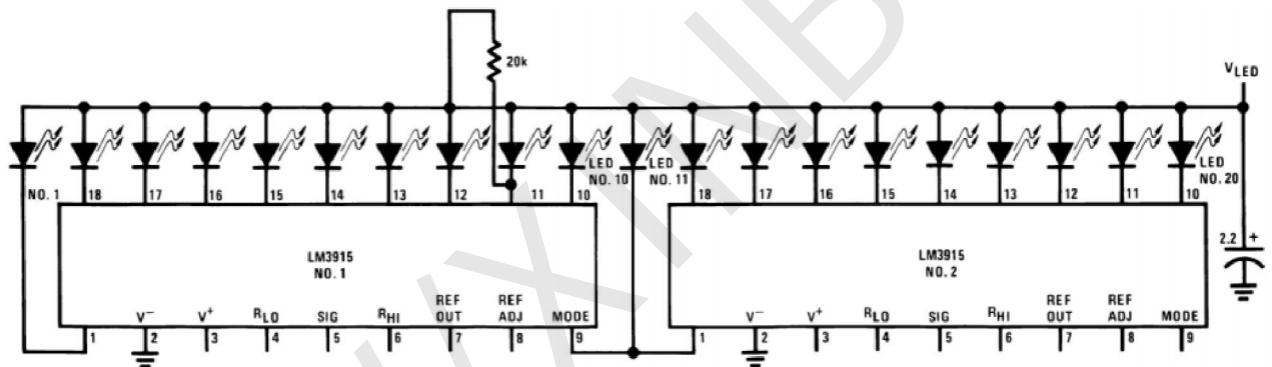 20k
V LED
NO. 1
LED NO. 10
LED NO. 11
LED NO. 20
18 17 16 15 14 13 12 11 10
18 17 16 15 14 13 12 11 10
2.2 +
LM3915 NO. 1
LM3915 NO. 2
V− V+ RLO SIG RHI REF OUT REF ADJ MODE
V− V+ RLO SIG RHI REF OUT REF ADJ MODE
1 2 3 4 5 6 7 8 9
1 2 3 4 5 6 7 8 9